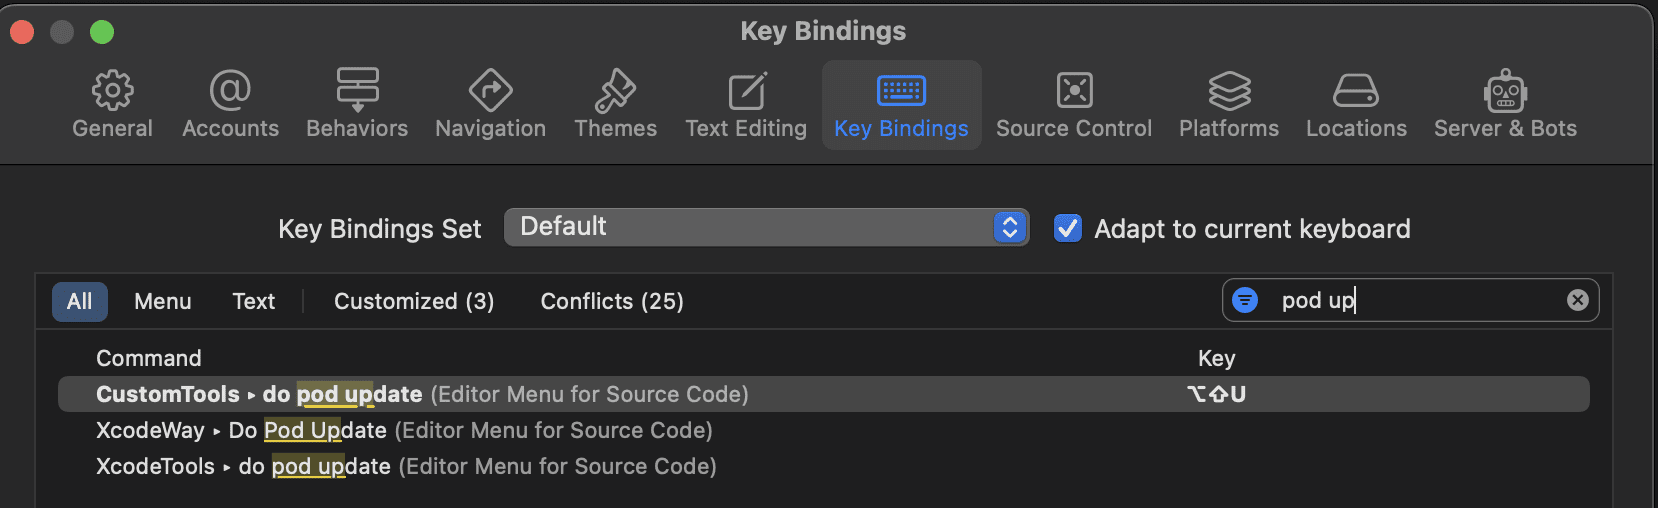 Key Bindings
General Accounts Behaviors Navigation Themes Text Editing Key Bindings Source Control Platforms Locations Server & Bots
Key Bindings Set Default Adapt to current keyboard
All Menu Text Customized (3) Conflicts (25) pod up
Command Key
CustomTools ▸ do pod update (Editor Menu for Source Code) ⌥⇧U
XcodeWay ▸ Do Pod Update (Editor Menu for Source Code)
XcodeTools ▸ do pod update (Editor Menu for Source Code)